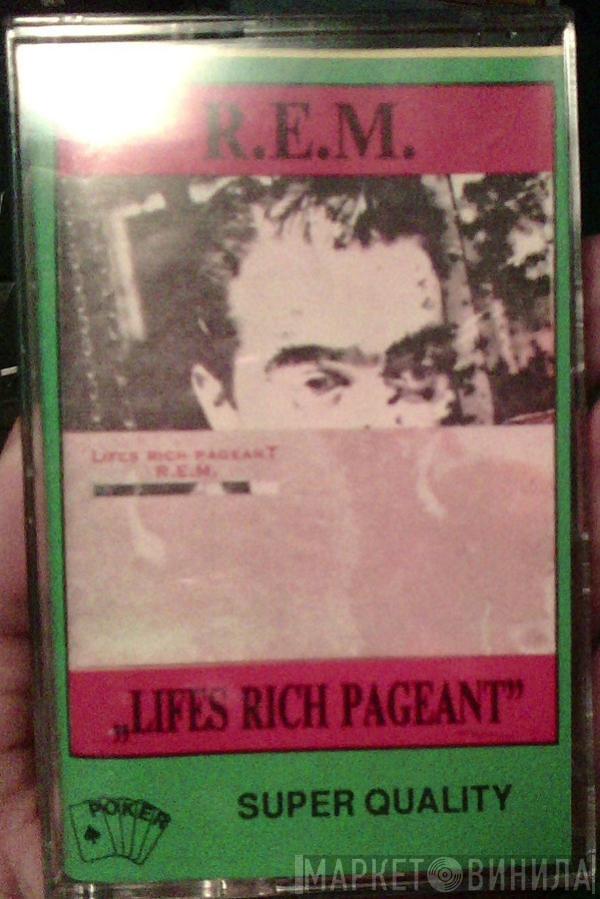 R.E.M.
LIFES RICH PAGEANT
R.E.M.
„LIFES RICH PAGEANT”
POKER
SUPER QUALITY
МАРКЕТ ВИНИЛА